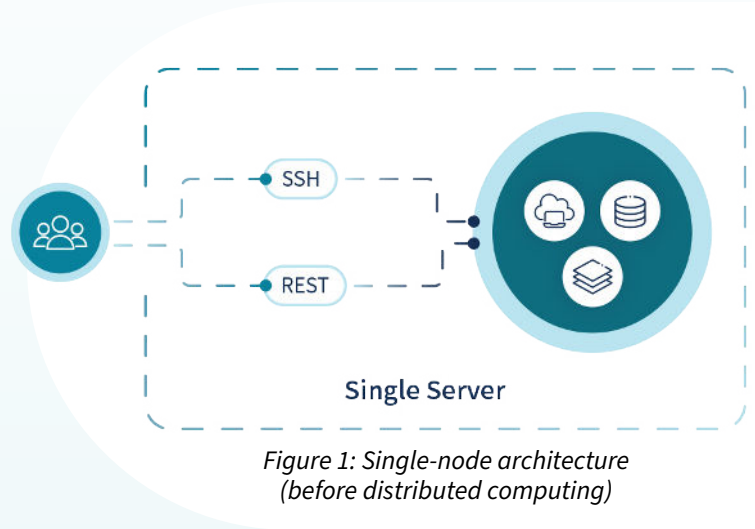 SSH
REST
Single Server
Figure 1: Single-node architecture
(before distributed computing)